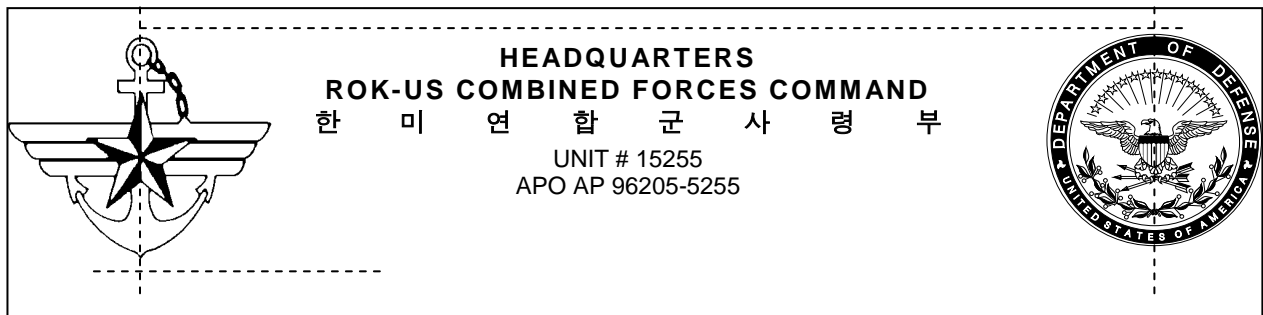 HEADQUARTERS
ROK-US COMBINED FORCES COMMAND
한 미 연 합 군 사 령 부
UNIT # 15255
APO AP 96205-5255
DEPARTMENT OF DEFENSE
UNITED STATES OF AMERICA